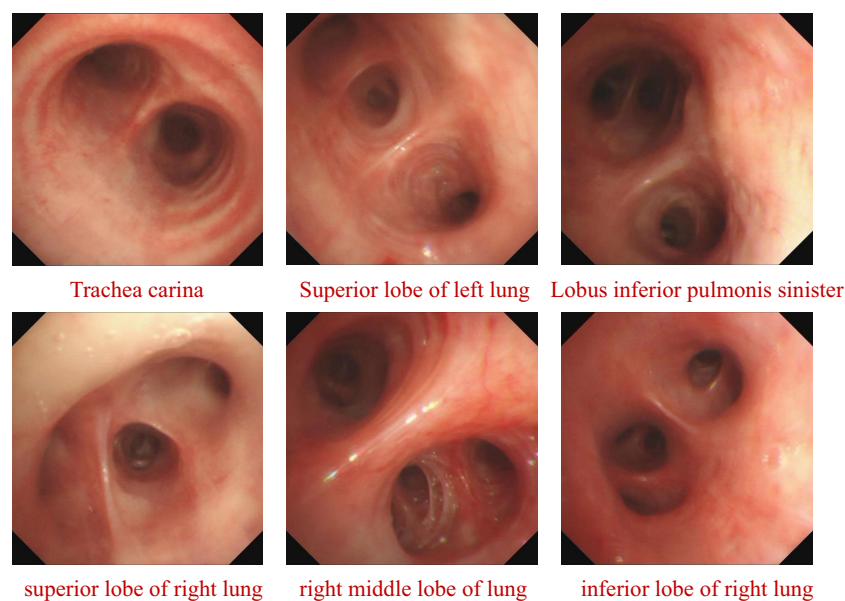 Trachea carina
Superior lobe of left lung
Lobus inferior pulmonis sinister
superior lobe of right lung
right middle lobe of lung
inferior lobe of right lung